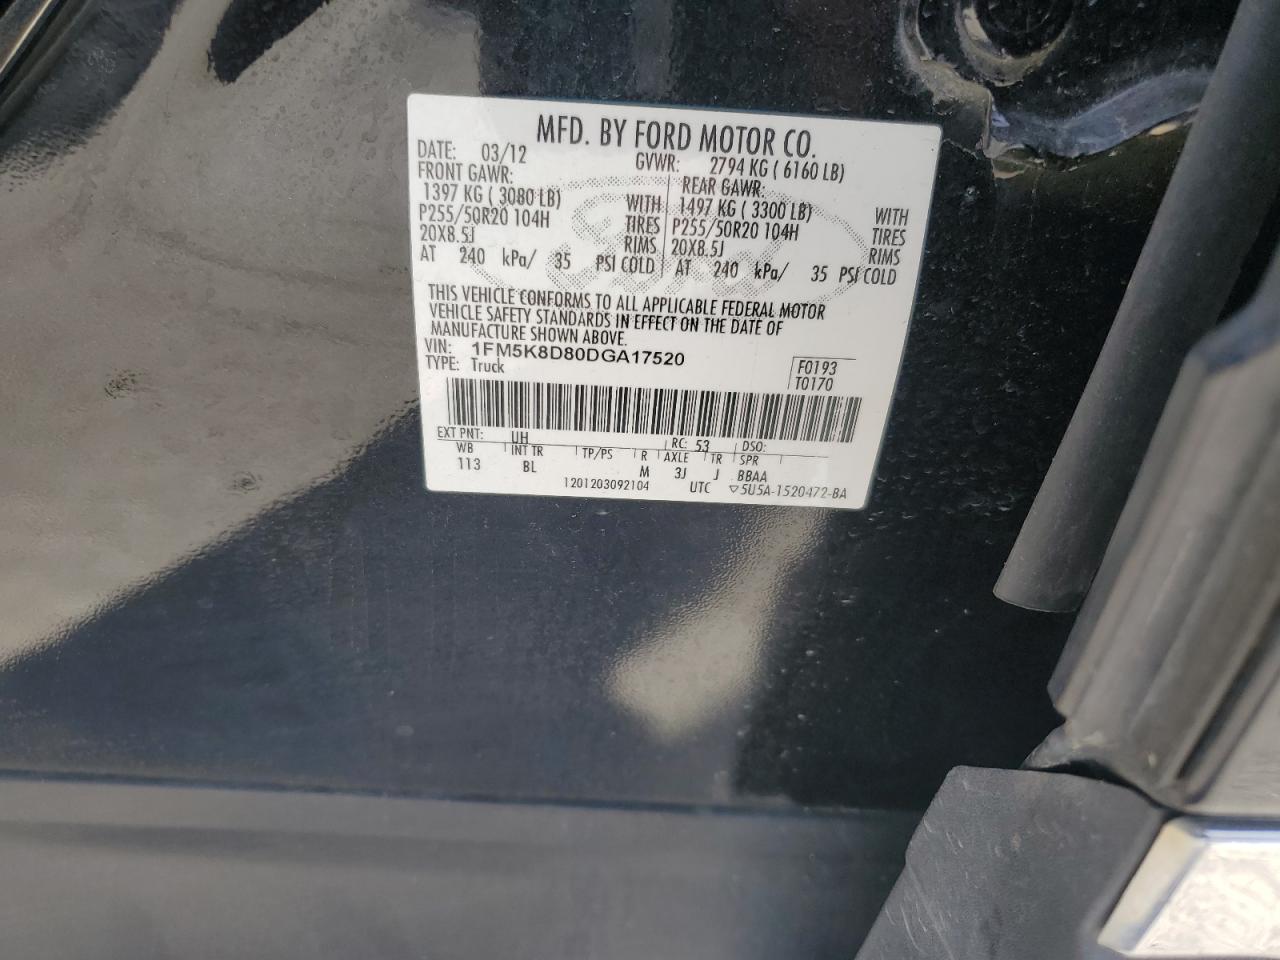 MFD. BY FORD MOTOR CO.
DATE: 03/12 GVWR: 2794 KG ( 6160 LB)
FRONT GAWR: REAR GAWR:
1397 KG ( 3080 LB) WITH 1497 KG ( 3300 LB) WITH
P255/50R20 104H TIRES P255/50R20 104H TIRES
20X8.5J RIMS 20X8.5J RIMS
AT 240 kPa/ 35 PSI COLD AT 240 kPa/ 35 PSI COLD
THIS VEHICLE CONFORMS TO ALL APPLICABLE FEDERAL MOTOR
VEHICLE SAFETY STANDARDS IN EFFECT ON THE DATE OF
MANUFACTURE SHOWN ABOVE.
VIN: 1FM5K8D80DGA17520
TYPE: Truck
F0193
T0170
EXT PNT: UH RC: 53 DSO:
WB INT TR TP/PS R AXLE TR SPR
113 BL M 3J J BBAA
1201203092104 UTC ▽5U5A-1520472-BA